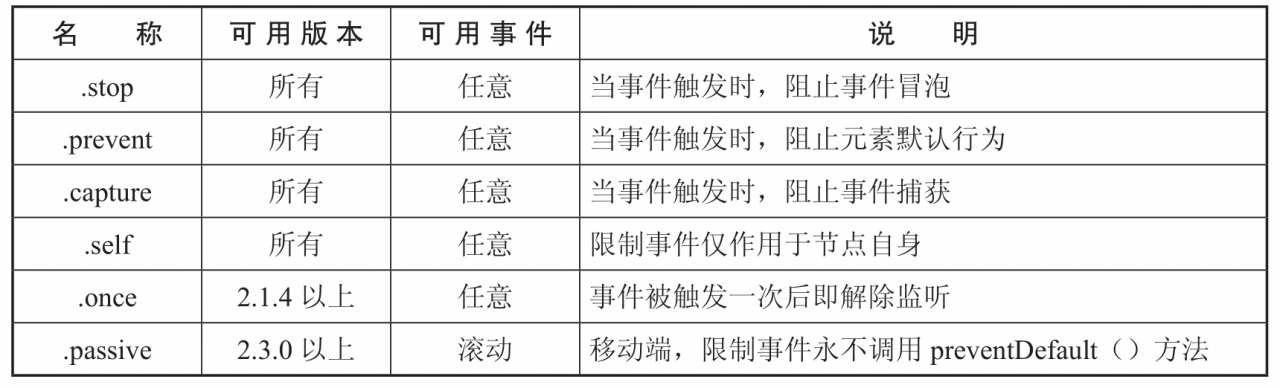 名 称 可用版本 可用事件 说 明
.stop 所有 任意 当事件触发时，阻止事件冒泡
.prevent 所有 任意 当事件触发时，阻止元素默认行为
.capture 所有 任意 当事件触发时，阻止事件捕获
.self 所有 任意 限制事件仅作用于节点自身
.once 2.1.4 以上 任意 事件被触发一次后即解除监听
.passive 2.3.0 以上 滚动 移动端，限制事件永不调用 preventDefault（）方法